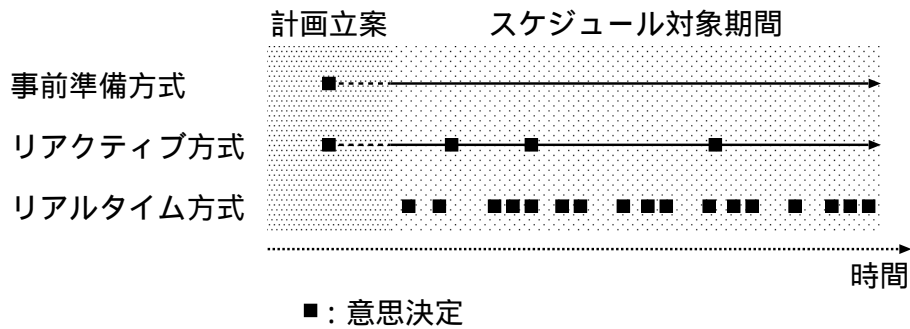 計画立案 スケジュール対象期間
事前準備方式
リアクティブ方式
リアルタイム方式
時間
■：意思決定